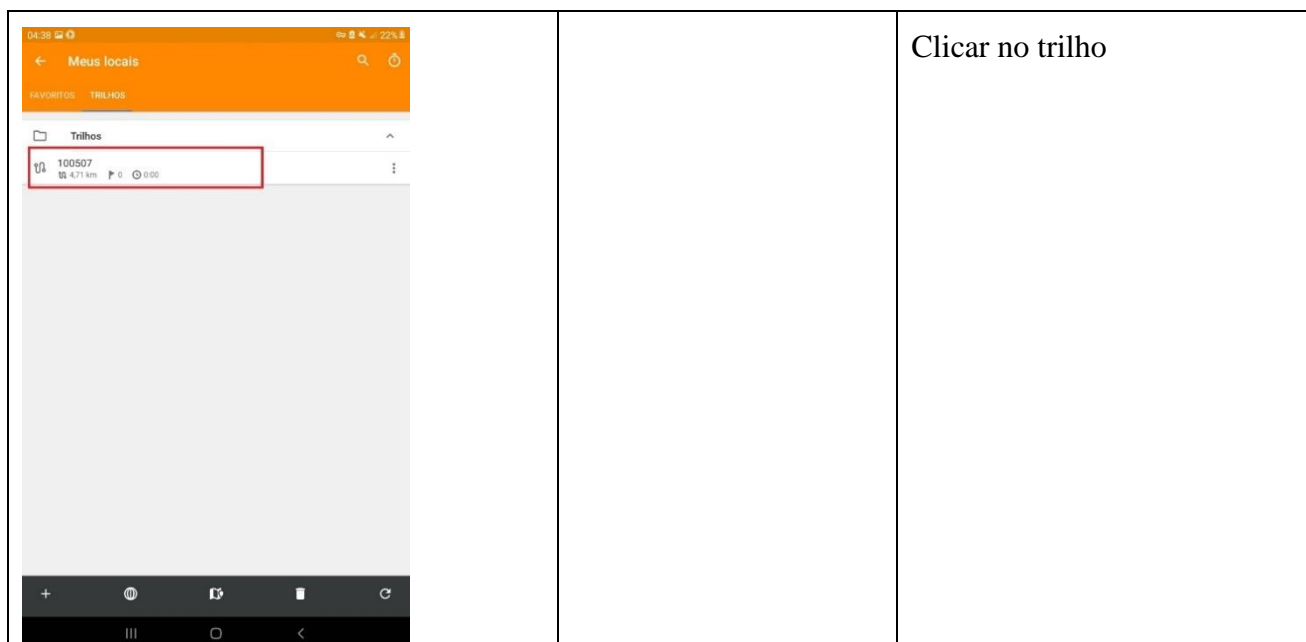 04:38 22%
Meus locais
FAVORITOS TRILHOS
Trilhos
100507
4,71 km 0 0:00
Clicar no trilho